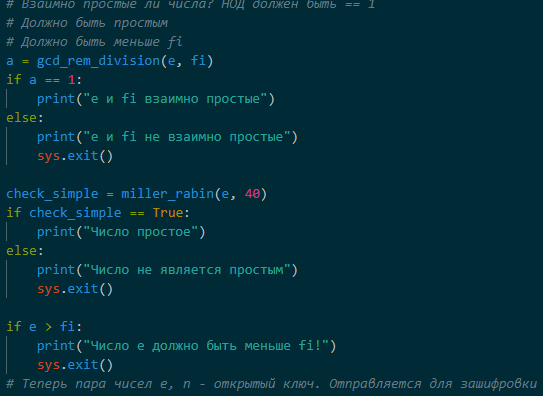 # Взаимно простые ли числа? НОД должен быть == 1
# Должно быть простым
# Должно быть меньше fi
a = gcd_rem_division(e, fi)
if a == 1:
    print("e и fi взаимно простые")
else:
    print("e и fi не взаимно простые")
    sys.exit()

check_simple = miller_rabin(e, 40)
if check_simple == True:
    print("Число простое")
else:
    print("Число не является простым")
    sys.exit()

if e > fi:
    print("Число e должно быть меньше fi!")
    sys.exit()
# Теперь пара чисел e, n - открытый ключ. Отправляется для зашифровки